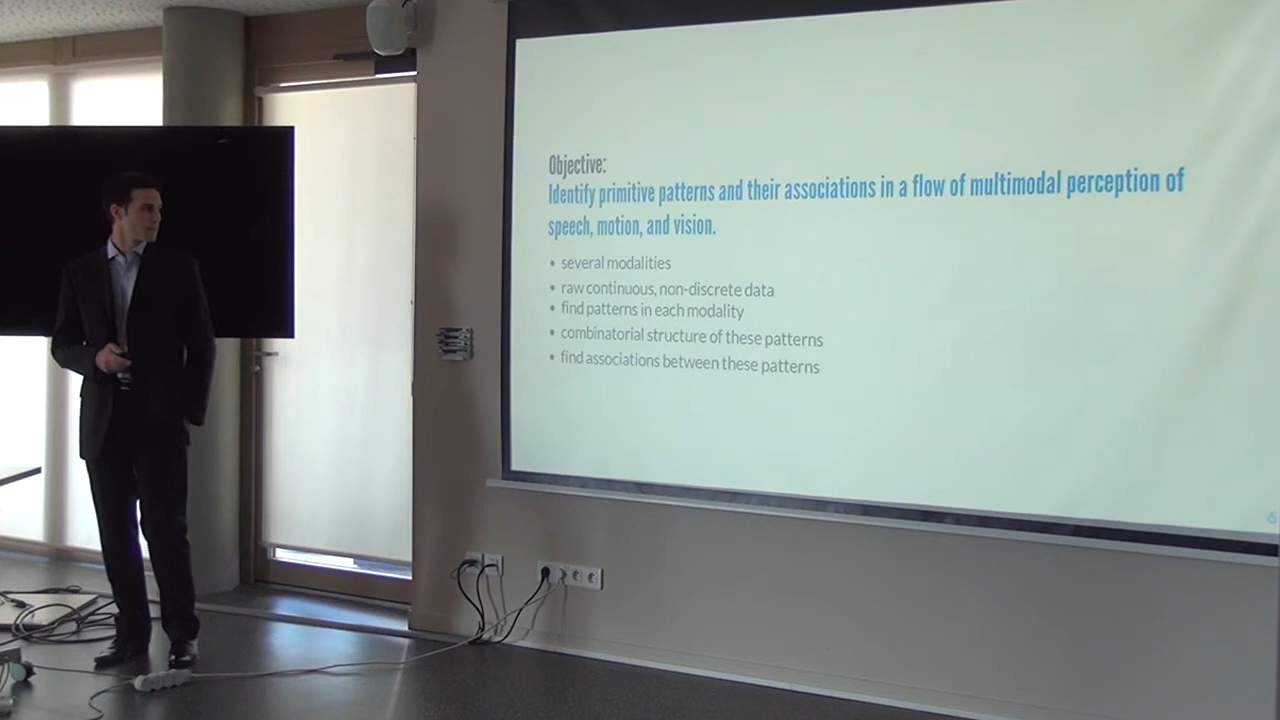 Objective:
Identify primitive patterns and their associations in a flow of multimodal perception of
speech, motion, and vision.
• several modalities
• raw continuous, non-discrete data
• find patterns in each modality
• combinatorial structure of these patterns
• find associations between these patterns
6